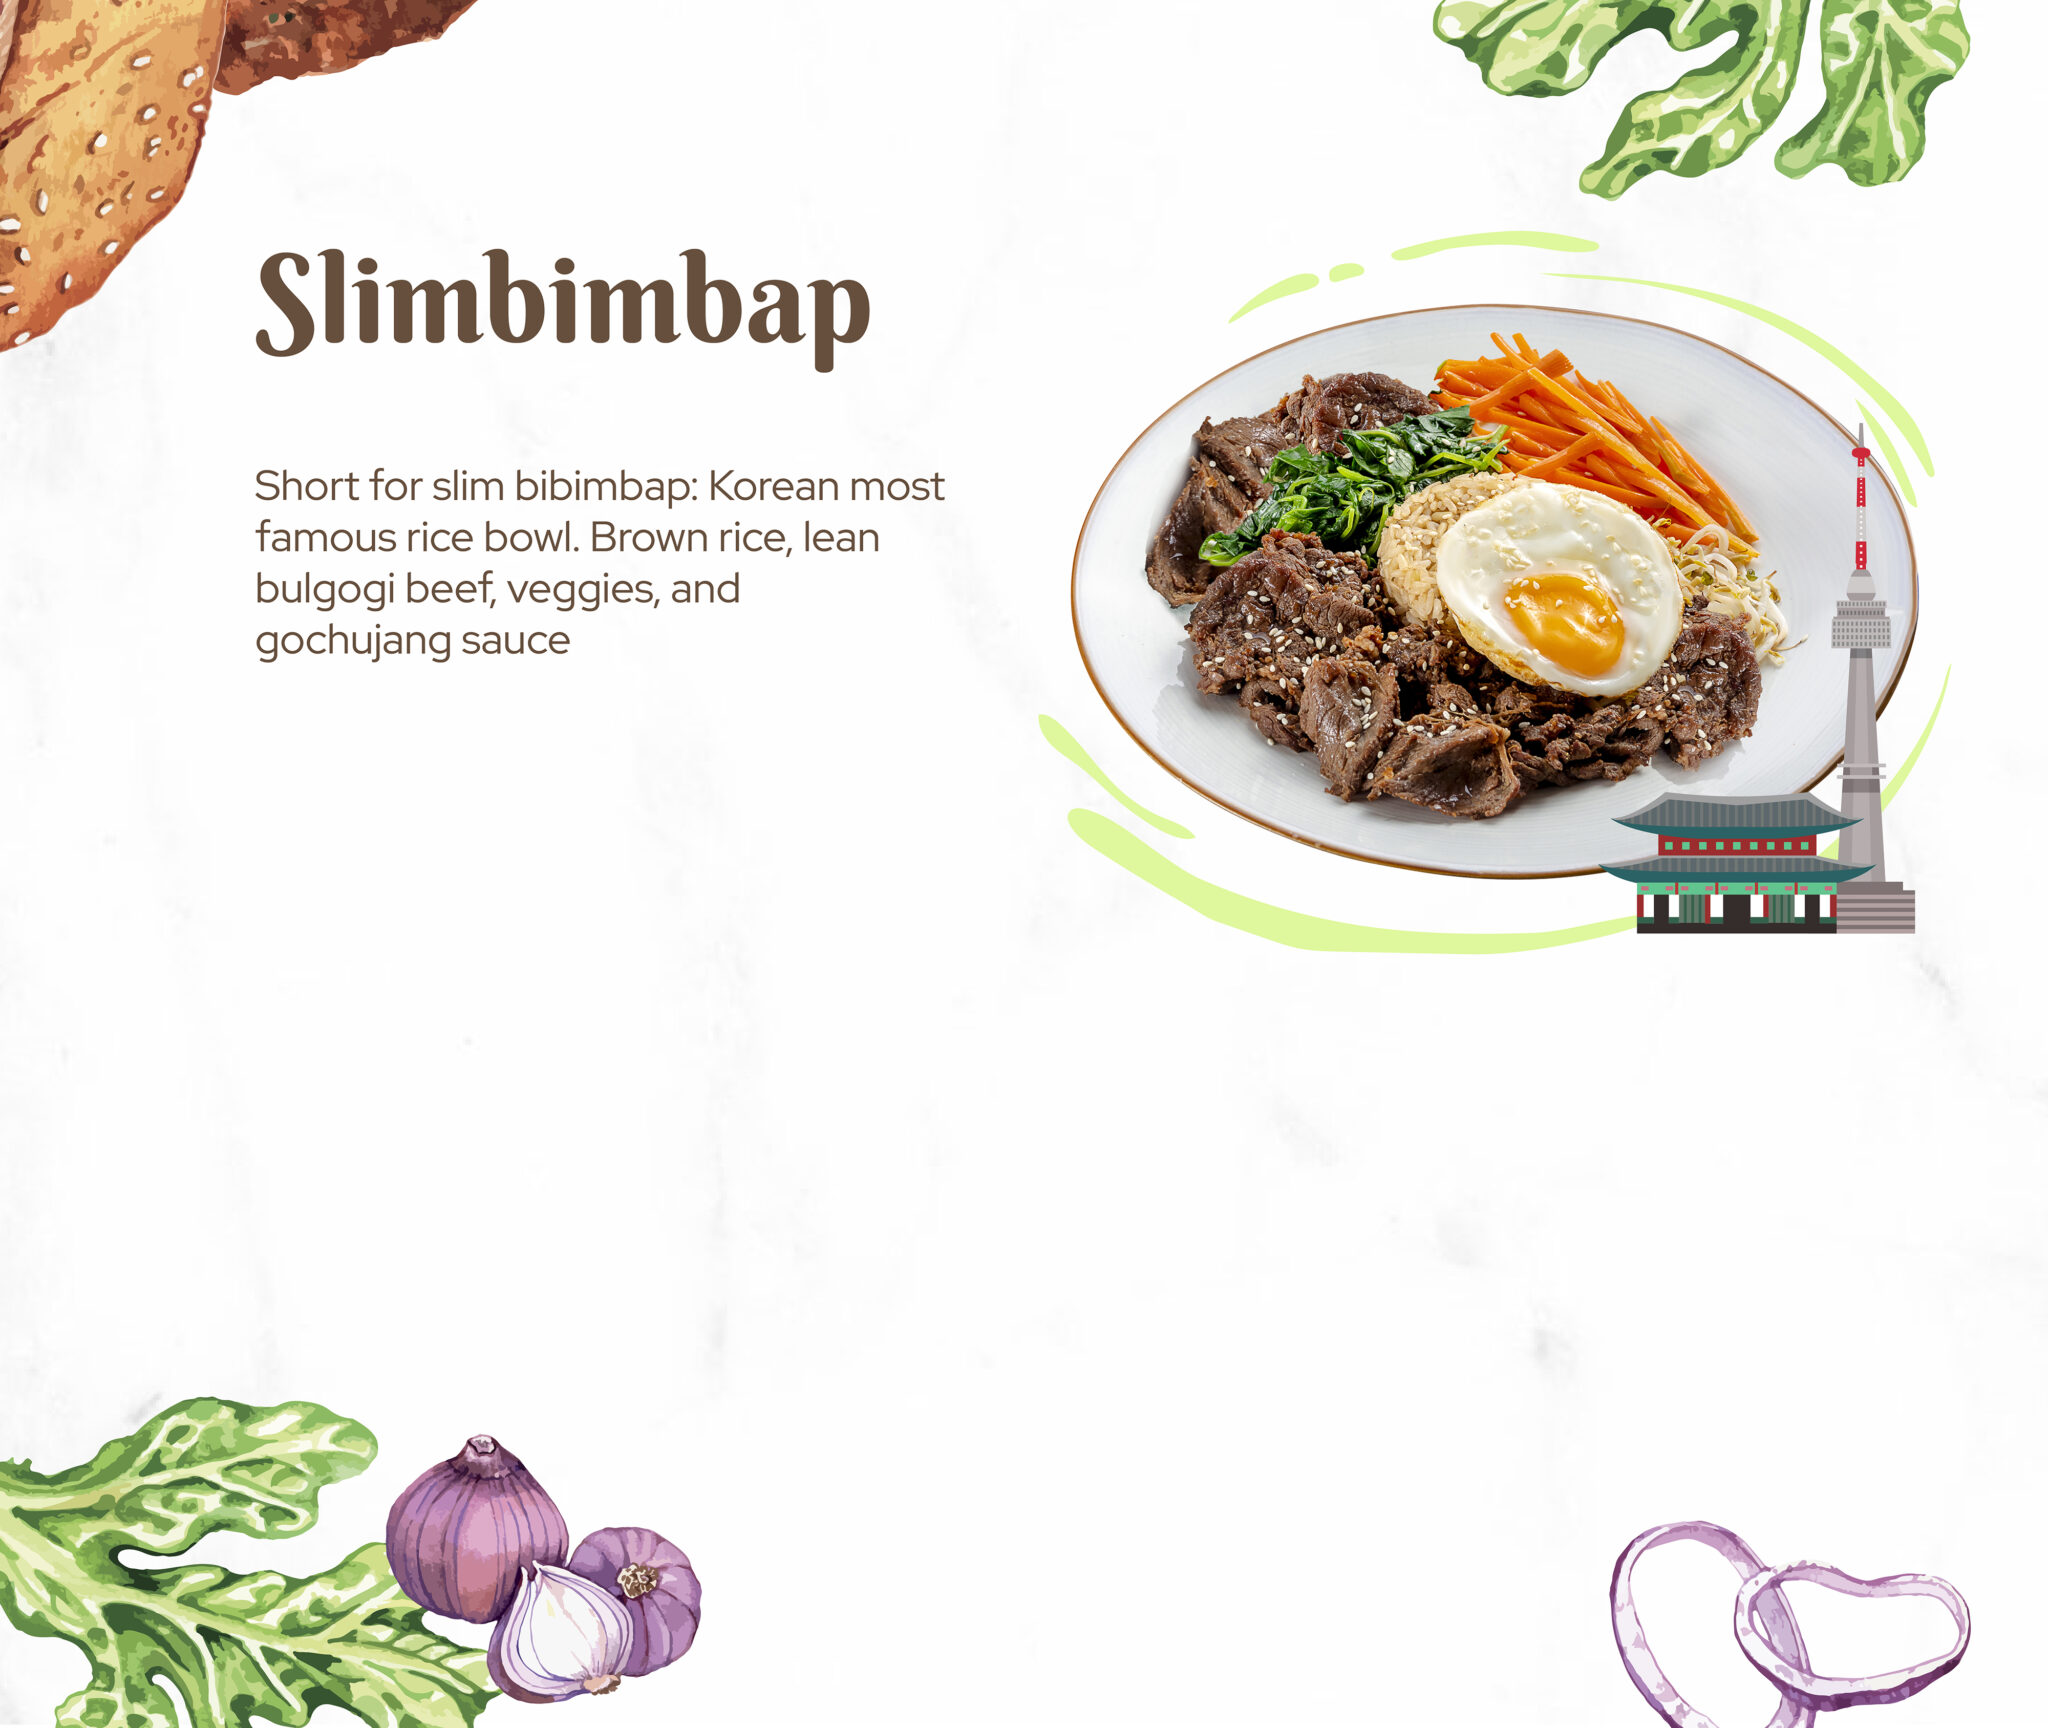 Slimbimbap
Short for slim bibimbap: Korean most
famous rice bowl. Brown rice, lean
bulgogi beef, veggies, and
gochujang sauce